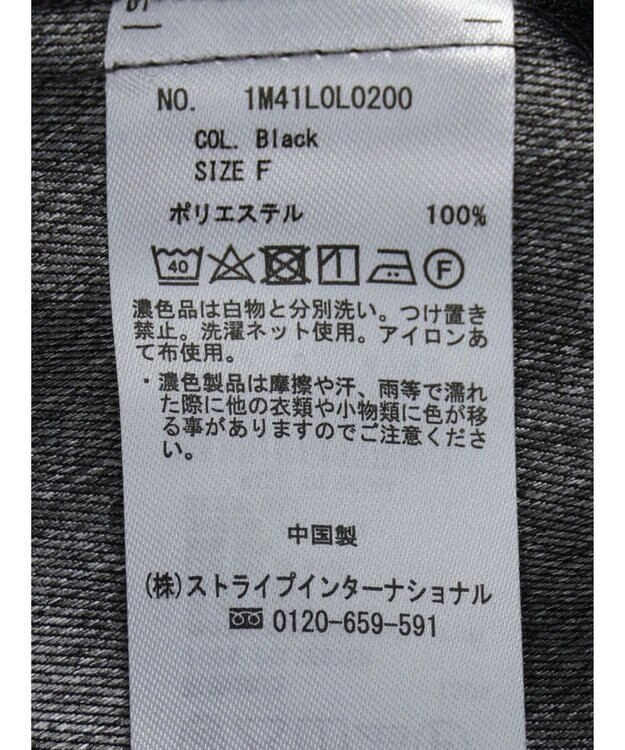 NO. 1M41L0L0200
COL. Black
SIZE F
ポリエステル 100%
40 F
濃色品は白物と分別洗い。つけ置き
禁止。洗濯ネット使用。アイロンあ
て布使用。
・濃色製品は摩擦や汗、雨等で濡れ
た際に他の衣類や小物類に色が移
る事がありますのでご注意くださ
い。
中国製
(株)ストライプインターナショナル
0120-659-591